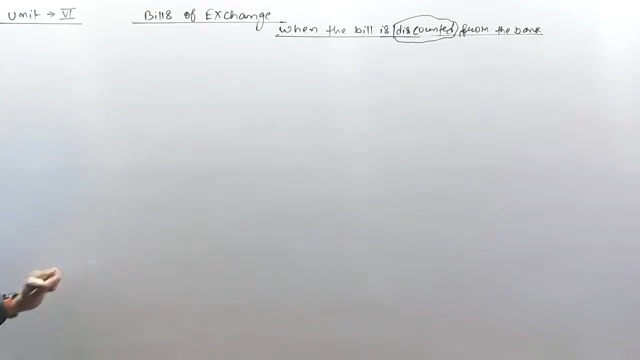 Unit → VI
Bills of Exchange -
When the bill is discounted from the bank